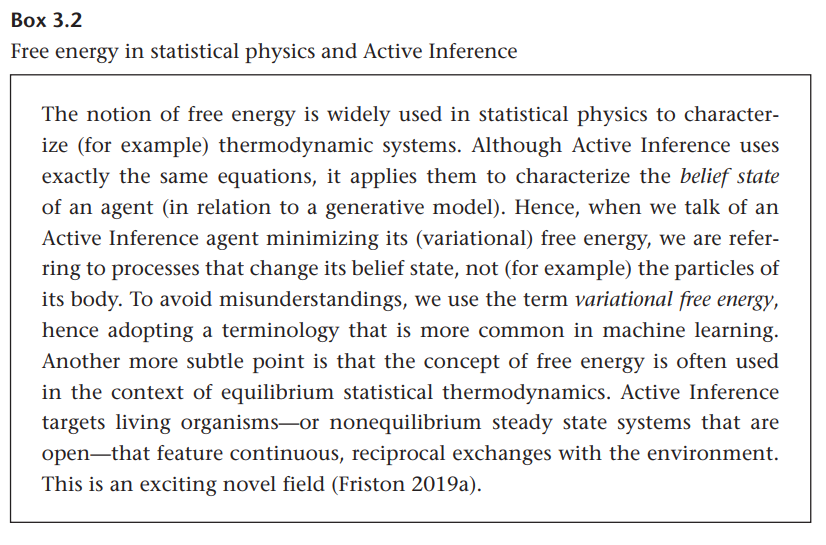 Box 3.2
Free energy in statistical physics and Active Inference
The notion of free energy is widely used in statistical physics to character-
ize (for example) thermodynamic systems. Although Active Inference uses
exactly the same equations, it applies them to characterize the belief state
of an agent (in relation to a generative model). Hence, when we talk of an
Active Inference agent minimizing its (variational) free energy, we are refer-
ring to processes that change its belief state, not (for example) the particles of
its body. To avoid misunderstandings, we use the term variational free energy,
hence adopting a terminology that is more common in machine learning.
Another more subtle point is that the concept of free energy is often used
in the context of equilibrium statistical thermodynamics. Active Inference
targets living organisms—or nonequilibrium steady state systems that are
open—that feature continuous, reciprocal exchanges with the environment.
This is an exciting novel field (Friston 2019a).